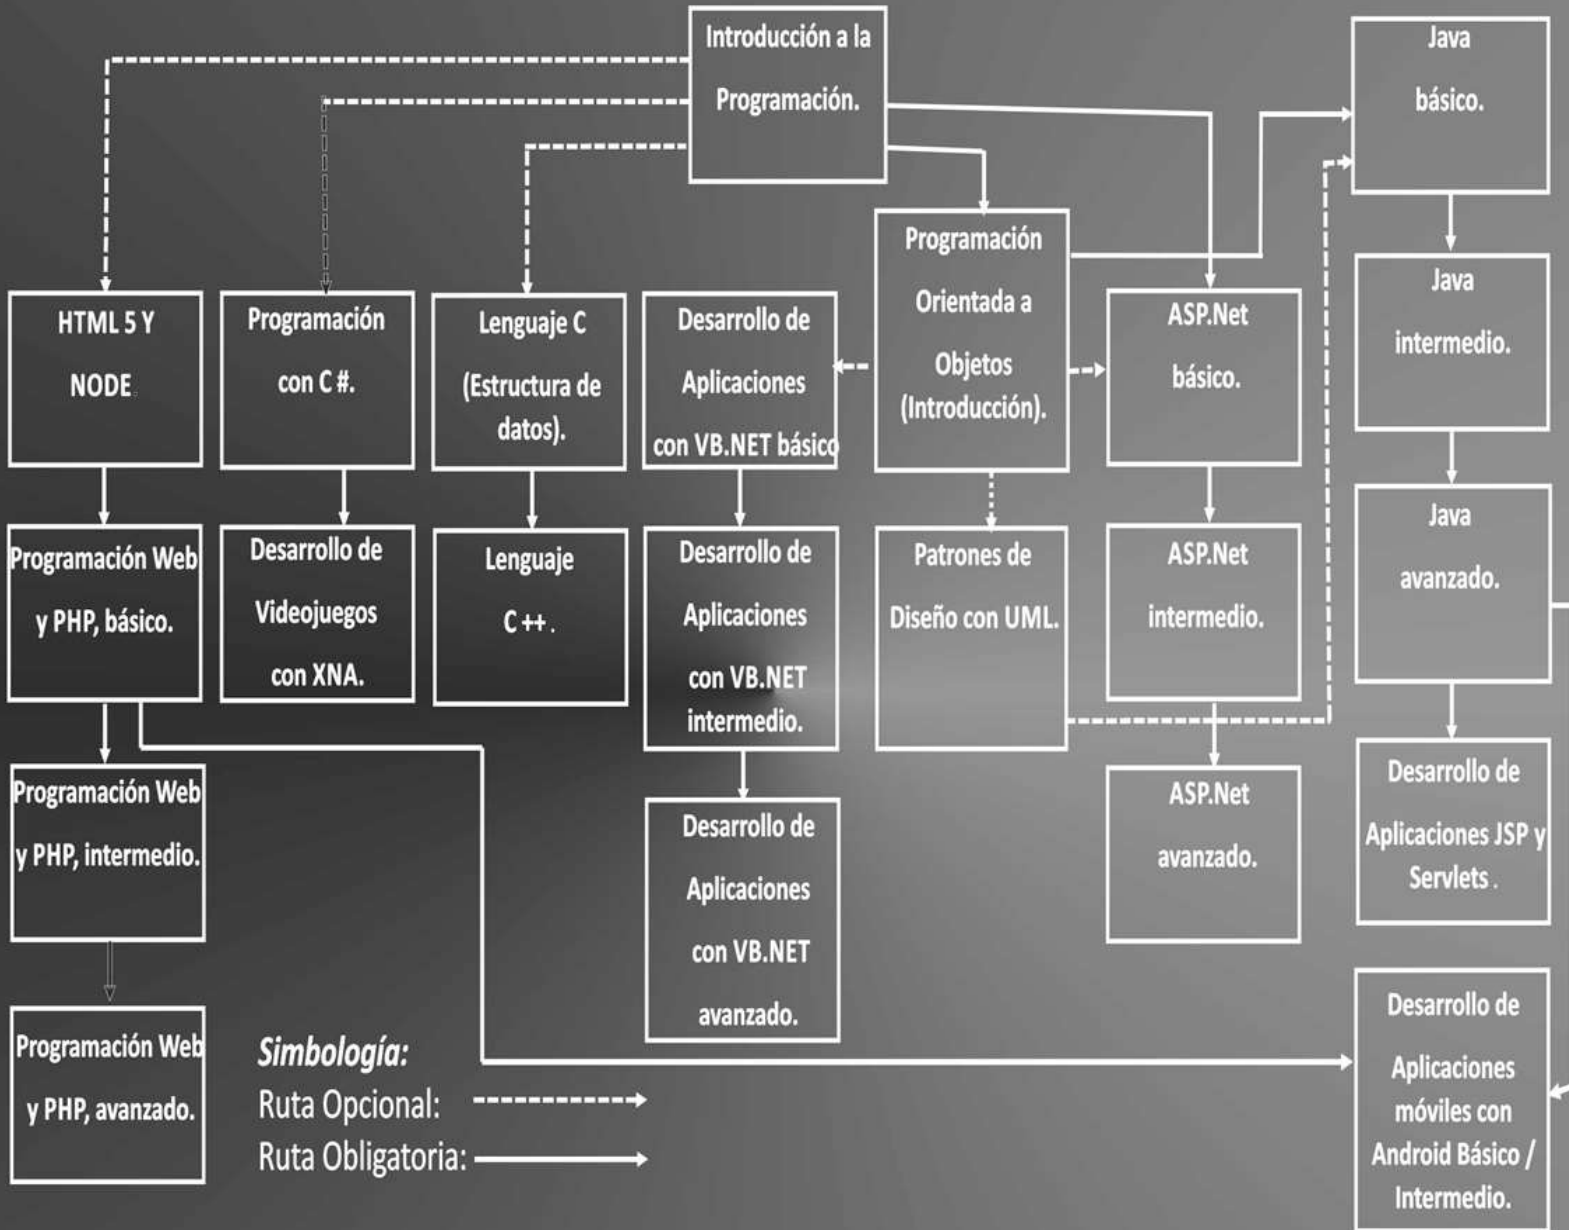 Introducción a la
Programación.
Java
básico.
Programación
Orientada a
Objetos
(Introducción).
HTML 5 Y
NODE
Programación
con C #.
Lenguaje C
(Estructura de
datos).
Desarrollo de
Aplicaciones
con VB.NET básico
ASP.Net
básico.
Java
intermedio.
Programación Web
y PHP, básico.
Desarrollo de
Videojuegos
con XNA.
Lenguaje
C ++ .
Desarrollo de
Aplicaciones
con VB.NET
intermedio.
Patrones de
Diseño con UML.
ASP.Net
intermedio.
Java
avanzado.
Programación Web
y PHP, intermedio.
Desarrollo de
Aplicaciones
con VB.NET
avanzado.
ASP.Net
avanzado.
Desarrollo de
Aplicaciones JSP y
Servlets .
Programación Web
y PHP, avanzado.
Simbología:
Ruta Opcional:
Ruta Obligatoria:
Desarrollo de
Aplicaciones
móviles con
Android Básico /
Intermedio.